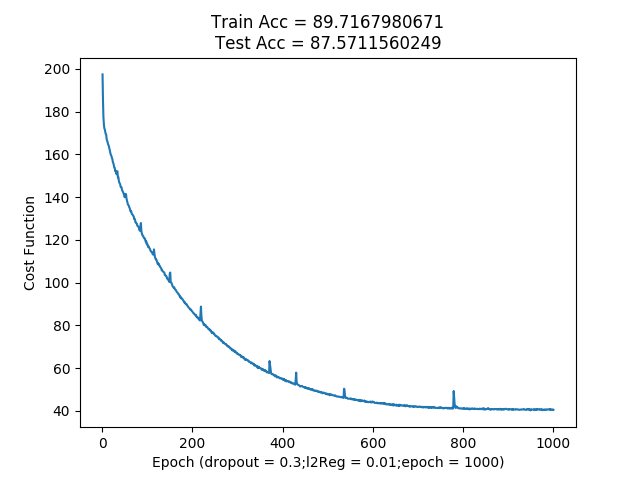 Train Acc = 89.7167980671
Test Acc = 87.5711560249
200
180
160
140
120
100
80
60
40
Cost Function
0 200 400 600 800 1000
Epoch (dropout = 0.3;l2Reg = 0.01;epoch = 1000)